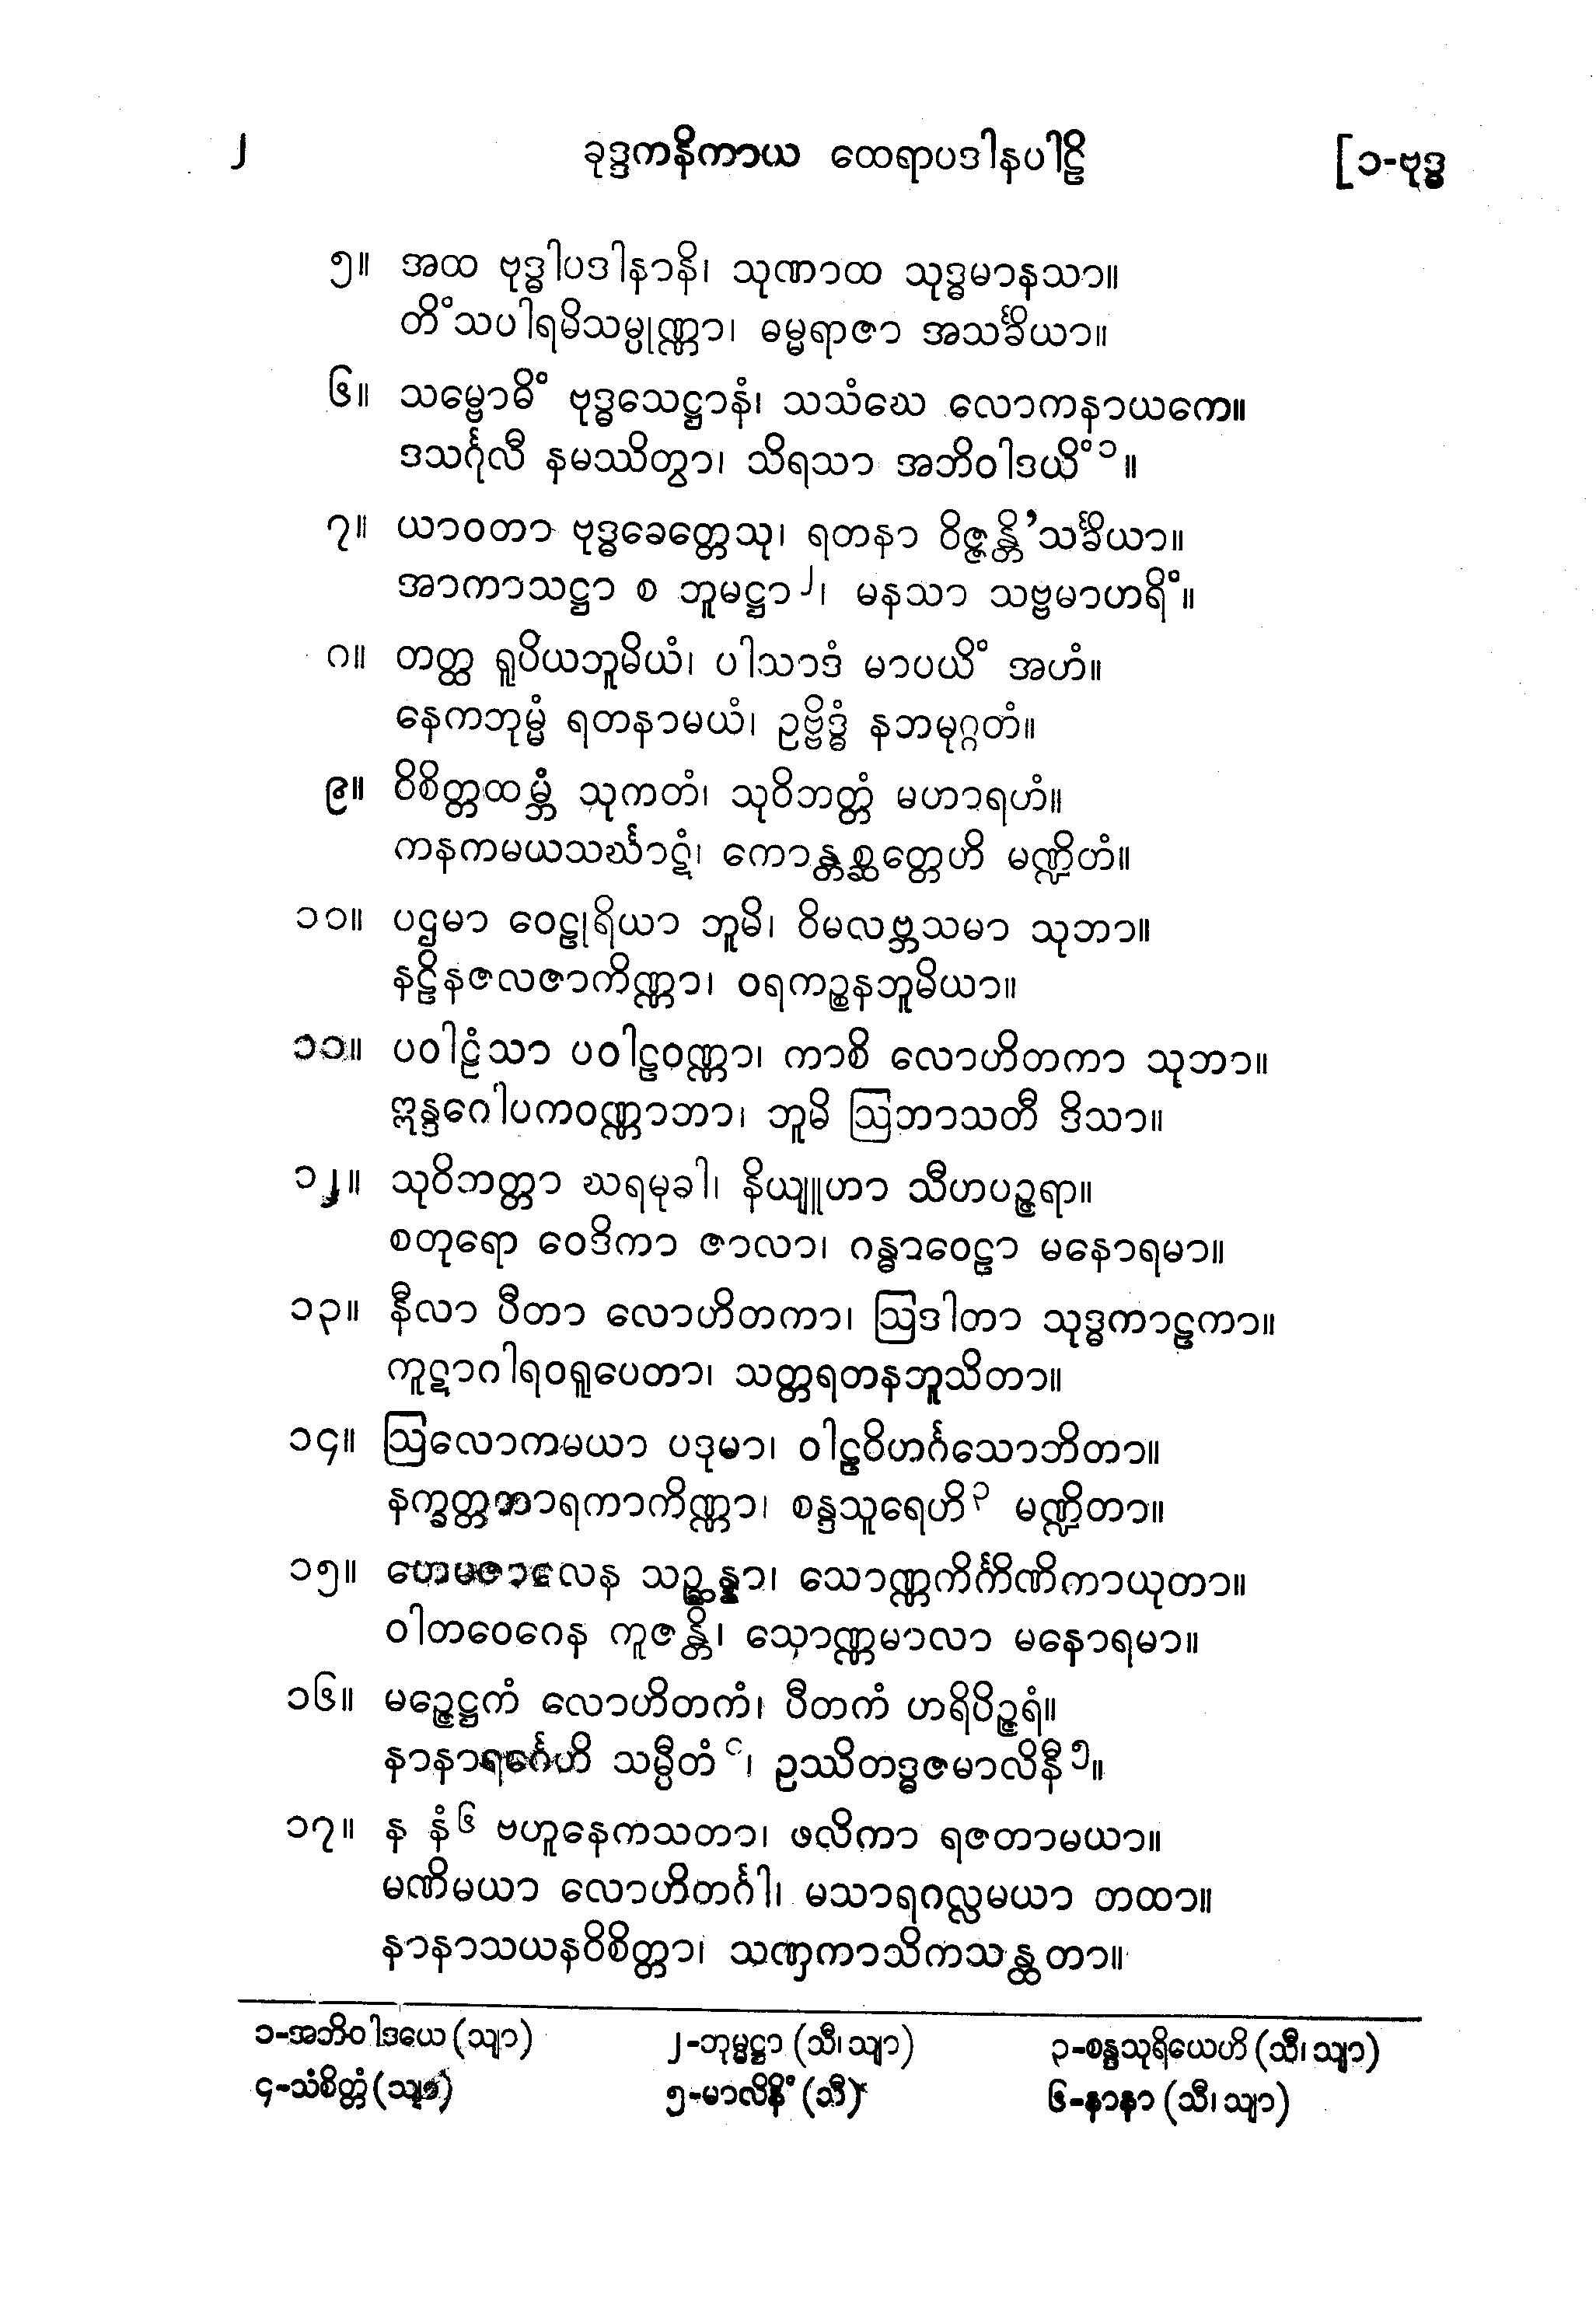 ၂ ခုဒ္ဒကနိကာယ ထေရာပဒါနပါဠိ [၁-ဗုဒ္ဓ
၅။ အထ ဗုဒ္ဓါပဒါနာနိ၊ သုဏာထ သုဒ္ဓမာနသာ။
တိံသပါရမိသမ္ပုဏ္ဏာ၊ ဓမ္မရာဇာ အသင်္ခိယာ။
၆။ သမ္ဗောဓိံ ဗုဒ္ဓသေဋ္ဌာနံ၊ သသံဃေ လောကနာယကေ။
ဒသင်္ဂုလီ နမဿိတွာ၊ သိရသာ အဘိဝါဒယိံ ၁။
၇။ ယာဝတာ ဗုဒ္ဓခေတ္တေသု၊ ရတနာ ဝိဇ္ဇန္တိ’သင်္ခိယာ။
အာကာသဋ္ဌာ စ ဘူမဋ္ဌာ ၂၊ မနသာ သဗ္ဗမာဟရိံ။
၈။ တတ္ထ ရူပိယဘူမိယံ၊ ပါသာဒံ မာပယိံ အဟံ။
နေကဘုမ္မံ ရတနာမယံ၊ ဥဗ္ဗိဒ္ဓံ နဘမုဂ္ဂတံ။
၉။ ဝိစိတ္တထမ္ဘံ သုကတံ၊ သုဝိဘတ္တံ မဟာရဟံ။
ကနကမယသင်္ဃာဋံ၊ ကောန္တစ္ဆတ္တေဟိ မဏ္ဍိတံ။
၁၀။ ပဌမာ ဝေဠုရိယာ ဘူမိ၊ ဝိမလဗ္ဘသမာ သုဘာ။
နဠိနဇလဇာကိဏ္ဏာ၊ ဝရကဉ္စနဘူမိယာ။
၁၁။ ပဝါဠံသာ ပဝါဠဝဏ္ဏာ၊ ကာစိ လောဟိတကာ သုဘာ။
ဣန္ဒဂေါပကဝဏ္ဏာဘာ၊ ဘူမိ ဩဘာသတီ ဒိသာ။
၁၂။ သုဝိဘတ္တာ ဃရမုခါ၊ နိယျူဟာ သီဟပဉ္ဇရာ။
စတုရော ဝေဒိကာ ဇာလာ၊ ဂန္ဓာဝေဠာ မနောရမာ။
၁၃။ နီလာ ပီတာ လောဟိတကာ၊ ဩဒါတာ သုဒ္ဓကာဠကာ။
ကူဋာဂါရဝရူပေတာ၊ သတ္တရတနဘူသိတာ။
၁၄။ ဩလောကမယာ ပဒုမာ၊ ဝါဠဝိဟင်္ဂသောဘိတာ။
နက္ခတ္တတာရကာကိဏ္ဏာ၊ စန္ဒသူရေဟိ ၃ မဏ္ဍိတာ။
၁၅။ ဟေမဇာလေန သဉ္ဆန္နာ၊ သောဏ္ဏကိင်္ကိဏိကာယုတာ။
ဝါတဝေဂေန ကူဇန္တိ၊ သောဏ္ဏမာလာ မနောရမာ။
၁၆။ မဉ္ဇေဋ္ဌကံ လောဟိတကံ၊ ပီတကံ ဟရိပိဉ္ဇရံ။
နာနာရင်္ဂေဟိ သမ္ပီတံ ၄၊ ဥဿိတဒ္ဓဇမာလိနီ ၅။
၁၇။ န နံ ၆ ဗဟူနေကသတာ၊ ဖလိကာ ရဇတာမယာ။
မဏိမယာ လောဟိတင်္ဂါ၊ မသာရဂလ္လမယာ တထာ။
နာနာသယနဝိစိတ္တာ၊ သဏှကာသိကသန္ထတာ။
၁-အဘိဝါဒယေ (သျာ) ၂-ဘုမ္မဋ္ဌာ (သီ၊ သျာ) ၃-စန္ဒသုရိယေဟိ (သီ၊ သျာ)
၄-သံစိတ္တံ (သျာ) ၅-မာလိနိံ (သီ) ၆-နာနာ (သီ၊ သျာ)